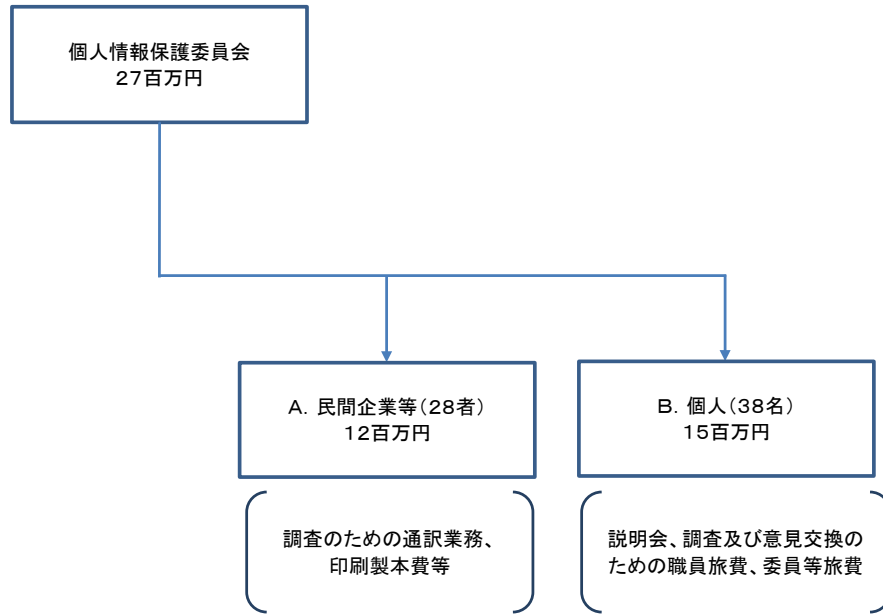 個人情報保護委員会
27百万円
A. 民間企業等(28者)
12百万円
B. 個人(38名)
15百万円
調査のための通訳業務、
印刷製本費等
説明会、調査及び意見交換の
ための職員旅費、委員等旅費